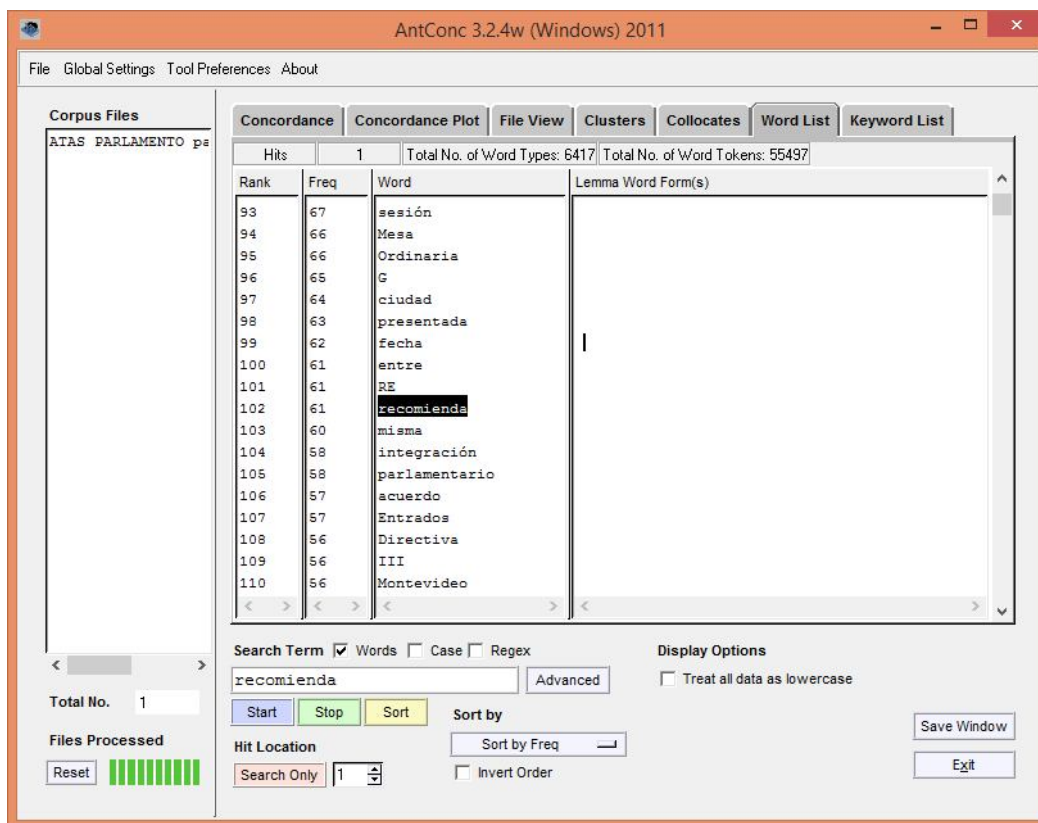 AntConc 3.2.4w (Windows) 2011
File Global Settings Tool Preferences About
Corpus Files
ATAS PARLAMENTO pa
Concordance Concordance Plot File View Clusters Collocates Word List Keyword List
Hits 1 Total No. of Word Types: 6417 Total No. of Word Tokens: 55497
Rank Freq Word Lemma Word Form(s)
93 67 sesión
94 66 Mesa
95 66 Ordinaria
96 65 G
97 64 ciudad
98 63 presentada
99 62 fecha
100 61 entre
101 61 RE
102 61 recomienda
103 60 misma
104 58 integración
105 58 parlamentario
106 57 acuerdo
107 57 Entrados
108 56 Directiva
109 56 III
110 56 Montevideo
Search Term Words Case Regex Display Options
recomienda Advanced Treat all data as lowercase
Total No. 1
Start Stop Sort Sort by
Files Processed Hit Location Sort by Freq Save Window
Reset Search Only 1 Invert Order Exit